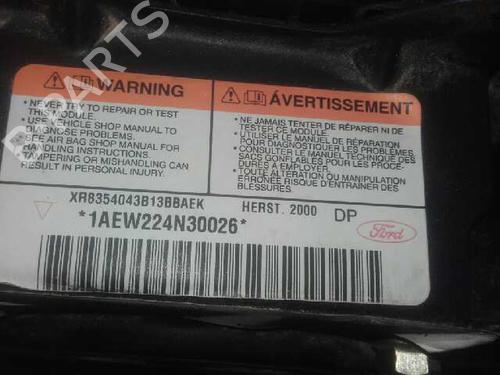 B PARTS
WARNING
• NEVER TRY TO REPAIR OR TEST
THIS MODULE.
• USE VEHICLE SHOP MANUAL TO
DIAGNOSE PROBLEMS.
• SEE AIR BAG SHOP MANUAL FOR
HANDLING INSTRUCTIONS.
TAMPERING OR MISHANDLING CAN
RESULT IN PERSONAL INJURY.
ÁVERTISSEMENT
• NE JAMAIS TENTER DE RÉPARER NI DE
TESTER CE MODULE.
• UTILISER LE MANUEL DE RÉPARATION
POUR DIAGNOSTIQUER LES PROBLEMES.
• CONSULTER LE MANUEL TECHNIQUE DES
SACS GONFLABLES POUR LES PROCÉ-
DURES À EMPLOYER.
• TOUTE ALTÉRATION OU MANIPULATION
ERRONÉE RISQUE D'ENTRAÎNER DES
BLESSURES.
XR8354043B13BBAEK
HERST. 2000
DP
*1AEW224N30026*
Ford